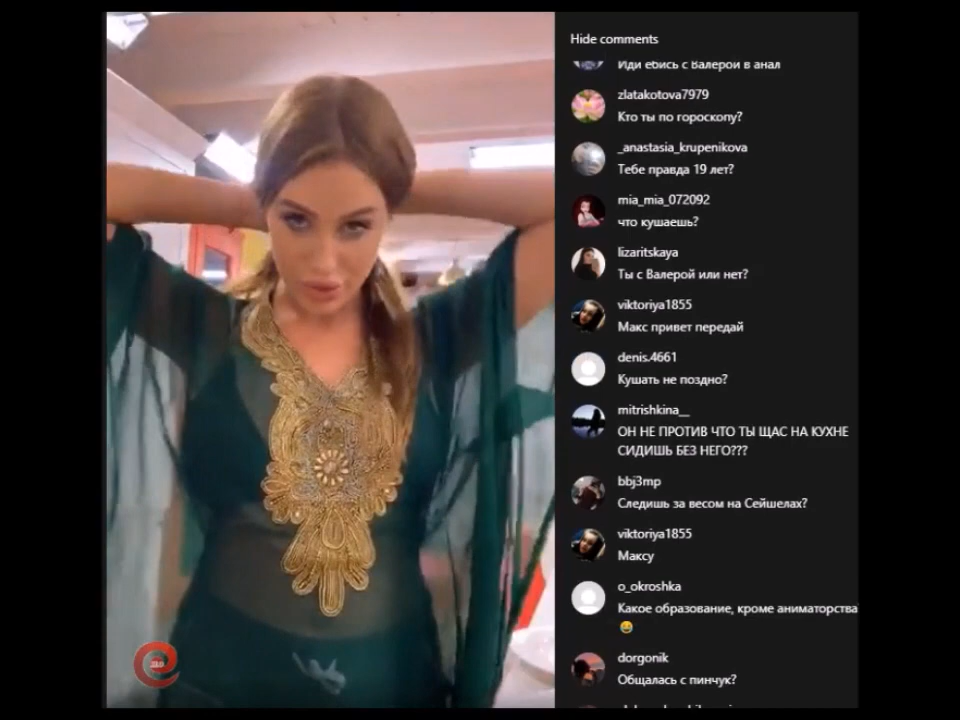 Hide comments
Иди ебись с Валерой в анал
zlatakotova7979
Кто ты по гороскопу?
_anastasia_krupenikova
Тебе правда 19 лет?
mia_mia_072092
что кушаешь?
lizaritskaya
Ты с Валерой или нет?
viktoriya1855
Макс привет передай
denis.4661
Кушать не поздно?
mitrishkina__
ОН НЕ ПРОТИВ ЧТО ТЫ ЩАС НА КУХНЕ
СИДИШЬ БЕЗ НЕГО???
bbj3mp
Следишь за весом на Сейшелах?
viktoriya1855
Максу
o_okroshka
Какое образование, кроме аниматорства
😂
dorgonik
Общалась с пинчук?